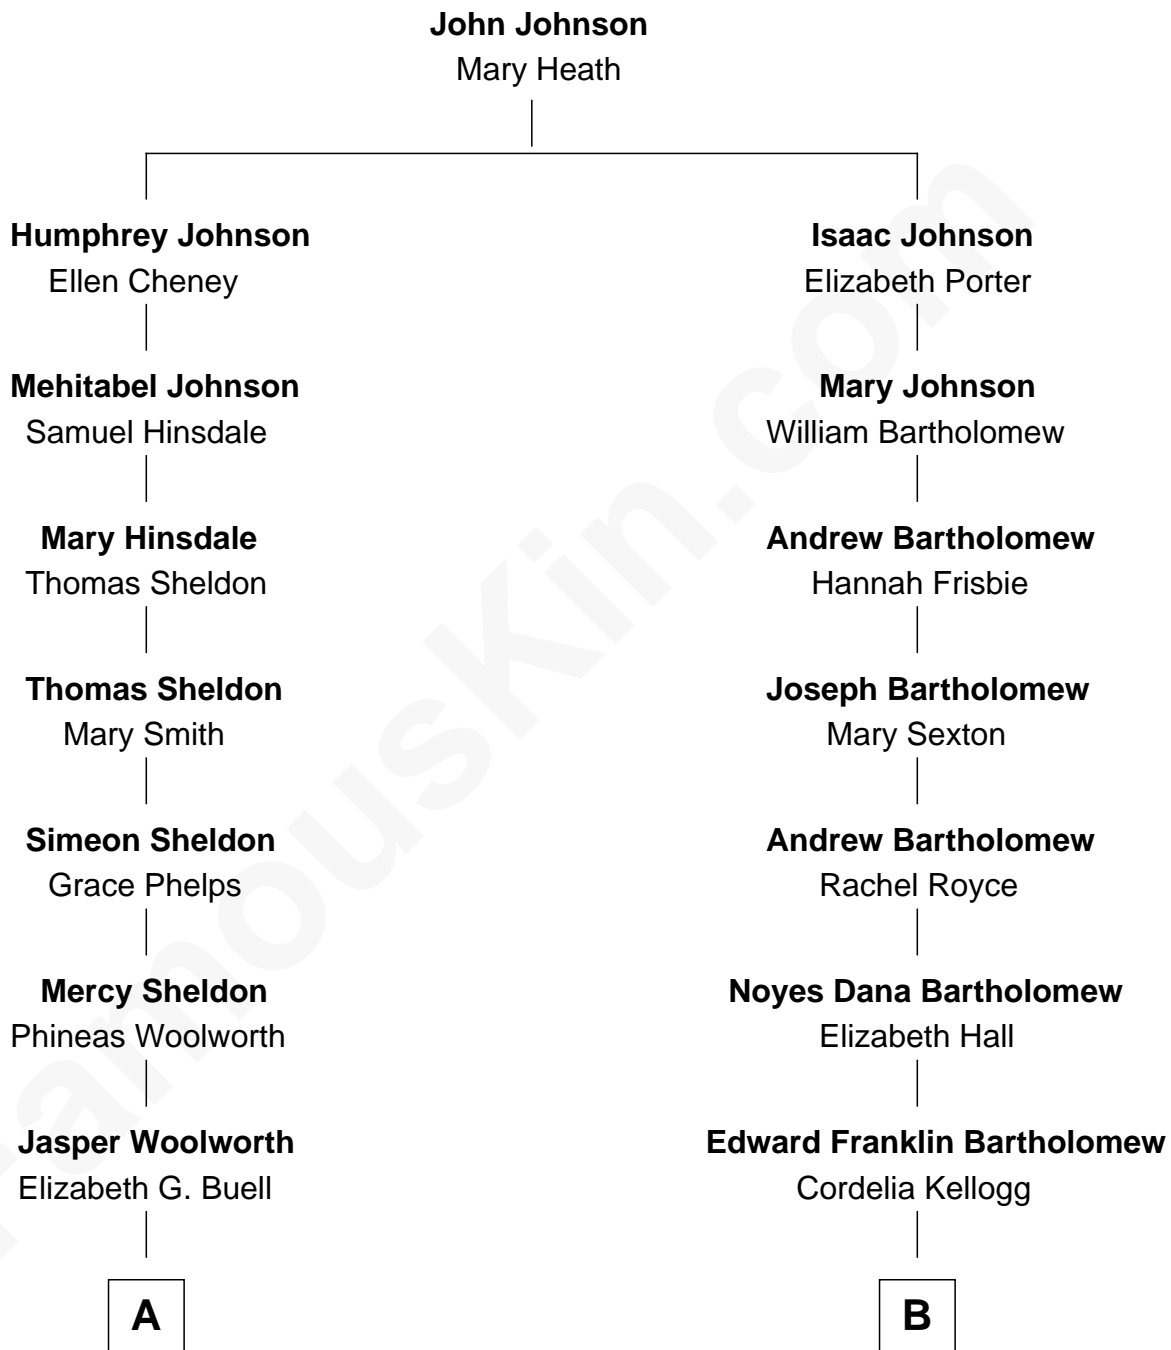 John Johnson
Mary Heath
Humphrey Johnson
Ellen Cheney
Isaac Johnson
Elizabeth Porter
Mehitabel Johnson
Samuel Hinsdale
Mary Johnson
William Bartholomew
Mary Hinsdale
Thomas Sheldon
Andrew Bartholomew
Hannah Frisbie
Thomas Sheldon
Mary Smith
Joseph Bartholomew
Mary Sexton
Simeon Sheldon
Grace Phelps
Andrew Bartholomew
Rachel Royce
Mercy Sheldon
Phineas Woolworth
Noyes Dana Bartholomew
Elizabeth Hall
Jasper Woolworth
Elizabeth G. Buell
Edward Franklin Bartholomew
Cordelia Kellogg
A
B
FamousKin.com